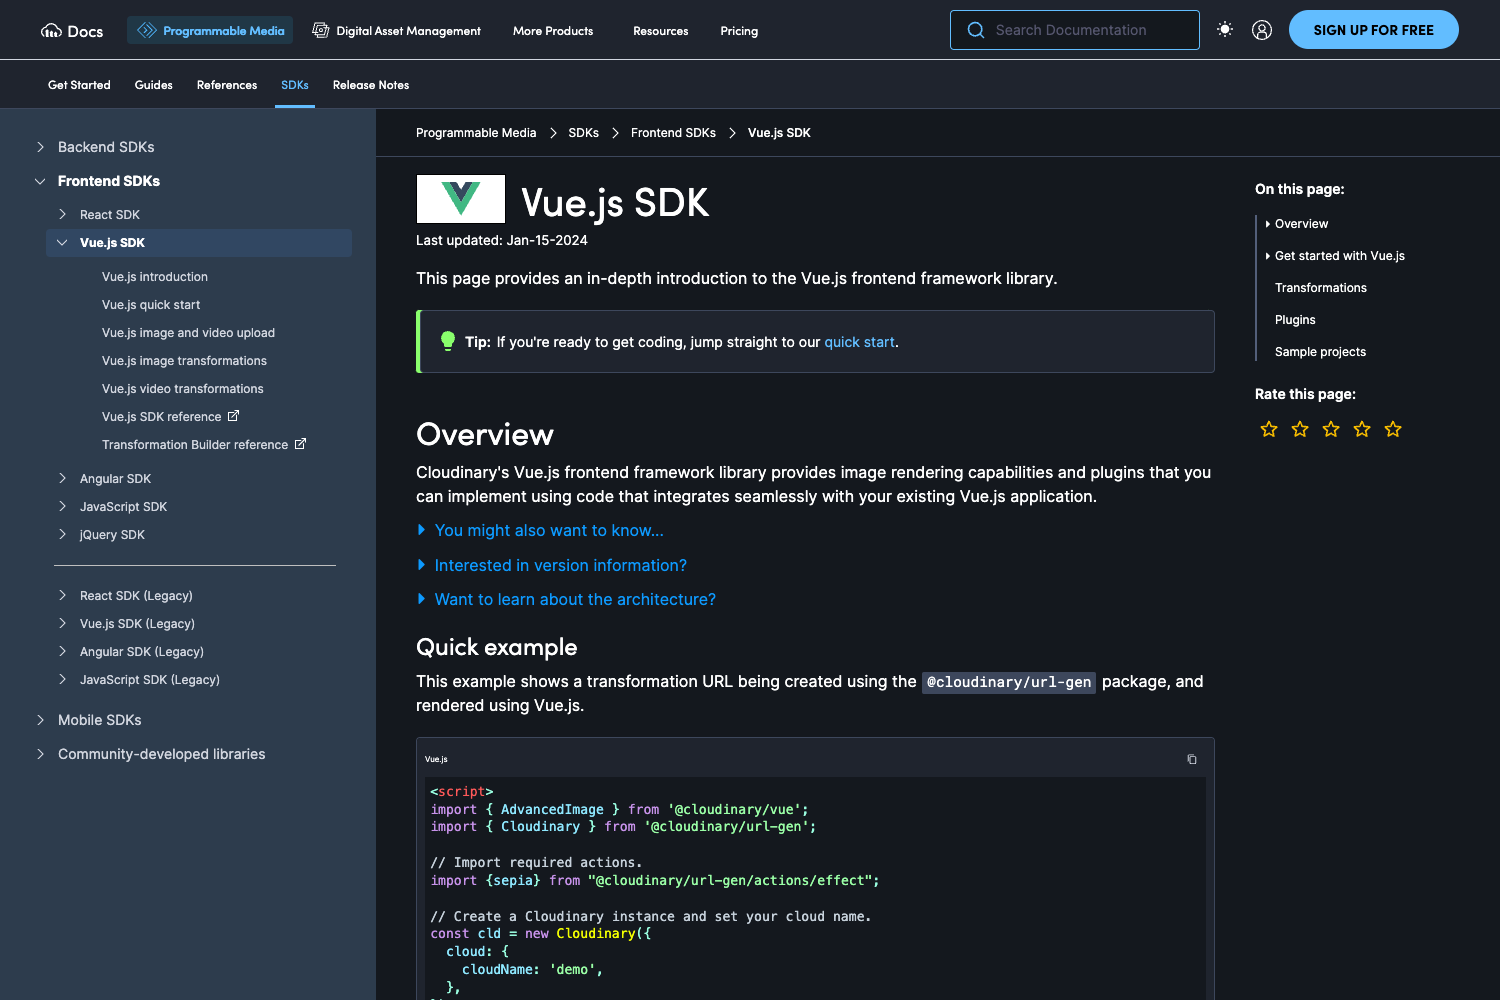 Docs
Programmable Media
Digital Asset Management
More Products
Resources
Pricing
Search Documentation
SIGN UP FOR FREE
Get Started
Guides
References
SDKs
Release Notes
Backend SDKs
Frontend SDKs
React SDK
Vue.js SDK
Vue.js introduction
Vue.js quick start
Vue.js image and video upload
Vue.js image transformations
Vue.js video transformations
Vue.js SDK reference
Transformation Builder reference
Angular SDK
JavaScript SDK
jQuery SDK
React SDK (Legacy)
Vue.js SDK (Legacy)
Angular SDK (Legacy)
JavaScript SDK (Legacy)
Mobile SDKs
Community-developed libraries
Programmable Media
SDKs
Frontend SDKs
Vue.js SDK
Vue.js SDK
Last updated: Jan-15-2024
This page provides an in-depth introduction to the Vue.js frontend framework library.
Tip: If you're ready to get coding, jump straight to our quick start.
Overview
Cloudinary's Vue.js frontend framework library provides image rendering capabilities and plugins that you
can implement using code that integrates seamlessly with your existing Vue.js application.
You might also want to know...
Interested in version information?
Want to learn about the architecture?
Quick example
This example shows a transformation URL being created using the @cloudinary/url-gen package, and
rendered using Vue.js.
Vue.js
<script>
import { AdvancedImage } from '@cloudinary/vue';
import { Cloudinary } from '@cloudinary/url-gen';
// Import required actions.
import {sepia} from "@cloudinary/url-gen/actions/effect";
// Create a Cloudinary instance and set your cloud name.
const cld = new Cloudinary({
cloud: {
cloudName: 'demo',
},
On this page:
Overview
Get started with Vue.js
Transformations
Plugins
Sample projects
Rate this page: